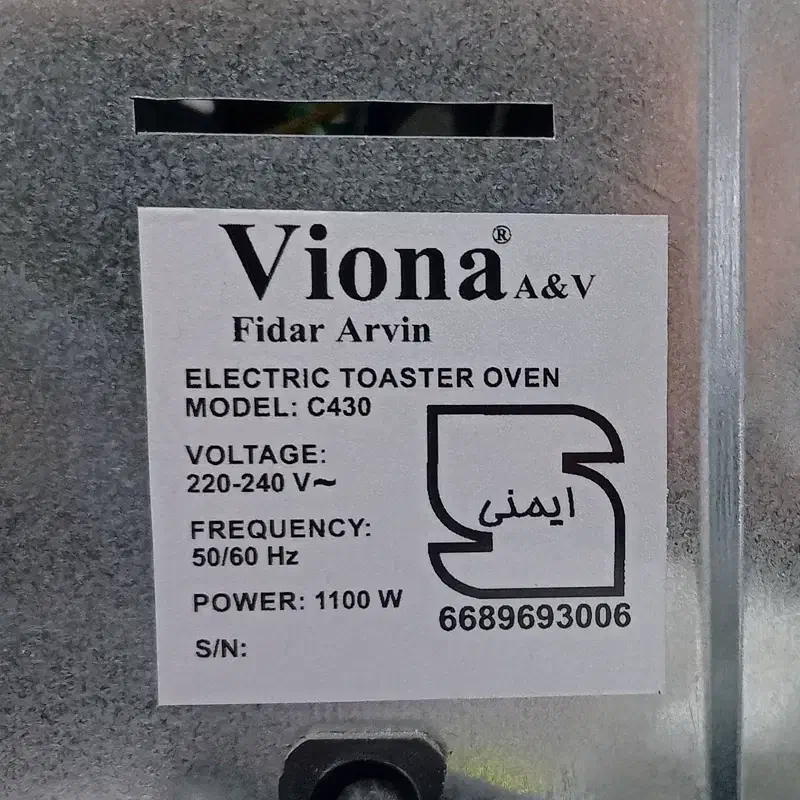 Viona® A&V
Fidar Arvin
ELECTRIC TOASTER OVEN
MODEL: C430
VOLTAGE:
220-240 V~
FREQUENCY:
50/60 Hz
POWER: 1100 W
S/N:
ایمنی
6689693006